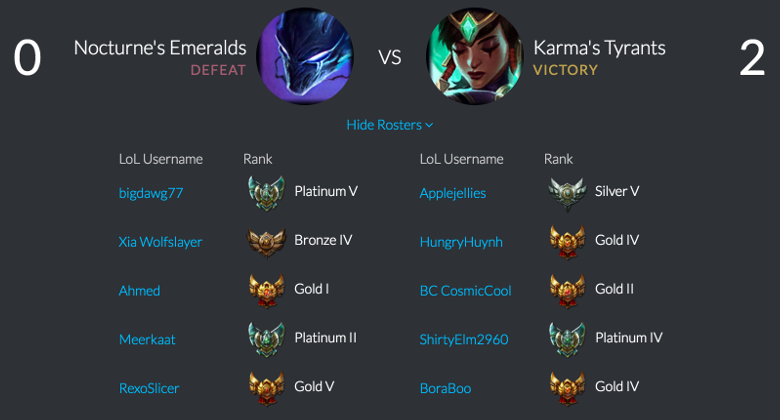 0 Nocturne's Emeralds VS Karma's Tyrants 2
DEFEAT VICTORY
Hide Rosters
LoL Username Rank LoL Username Rank
bigdawg77 Platinum V Applejellies Silver V
Xia Wolfslayer Bronze IV HungryHuynh Gold IV
Ahmed Gold I BC CosmicCool Gold II
Meerkaat Platinum II ShirtyElm2960 Platinum IV
RexoSlicer Gold V BoraBoo Gold IV